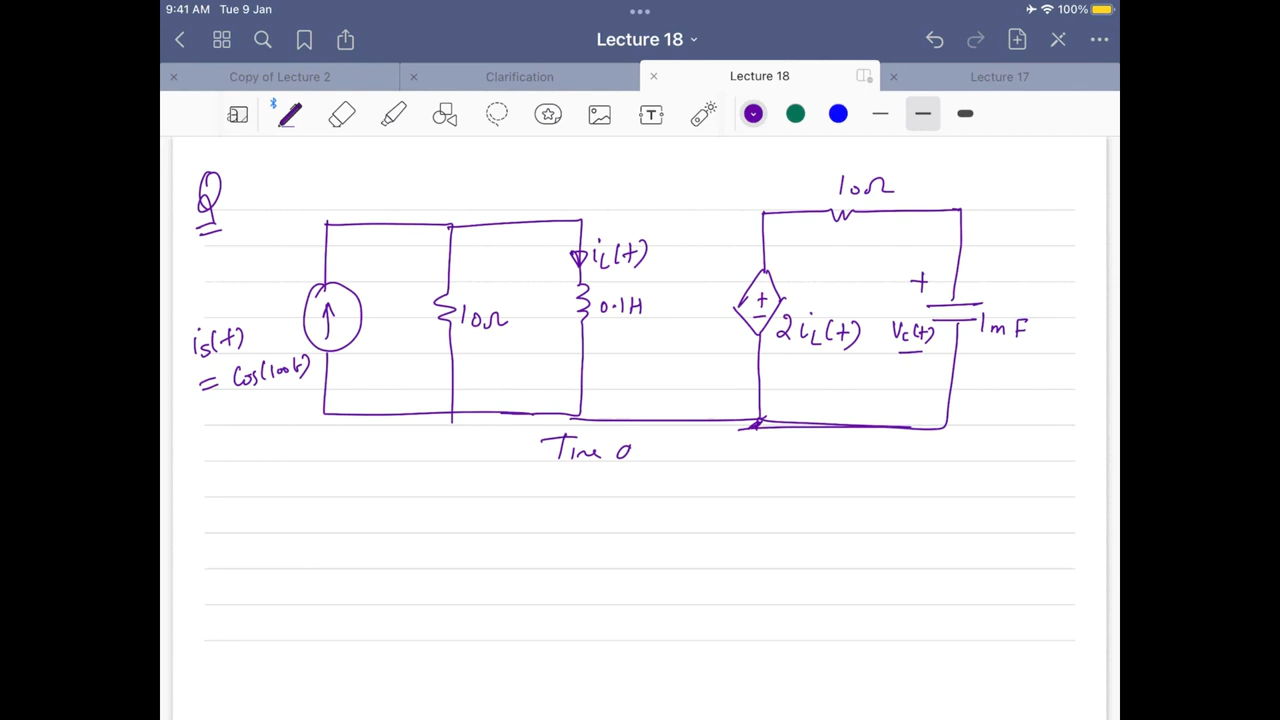 9:41 AM Tue 9 Jan
100%
Lecture 18
Copy of Lecture 2
Clarification
Lecture 18
Lecture 17
T
Q
10Ω
iL(t)
0.1H
10Ω
is(t)
= Cos(100t)
+
+
-
2iL(t)
Vc(t)
1mF
Time o